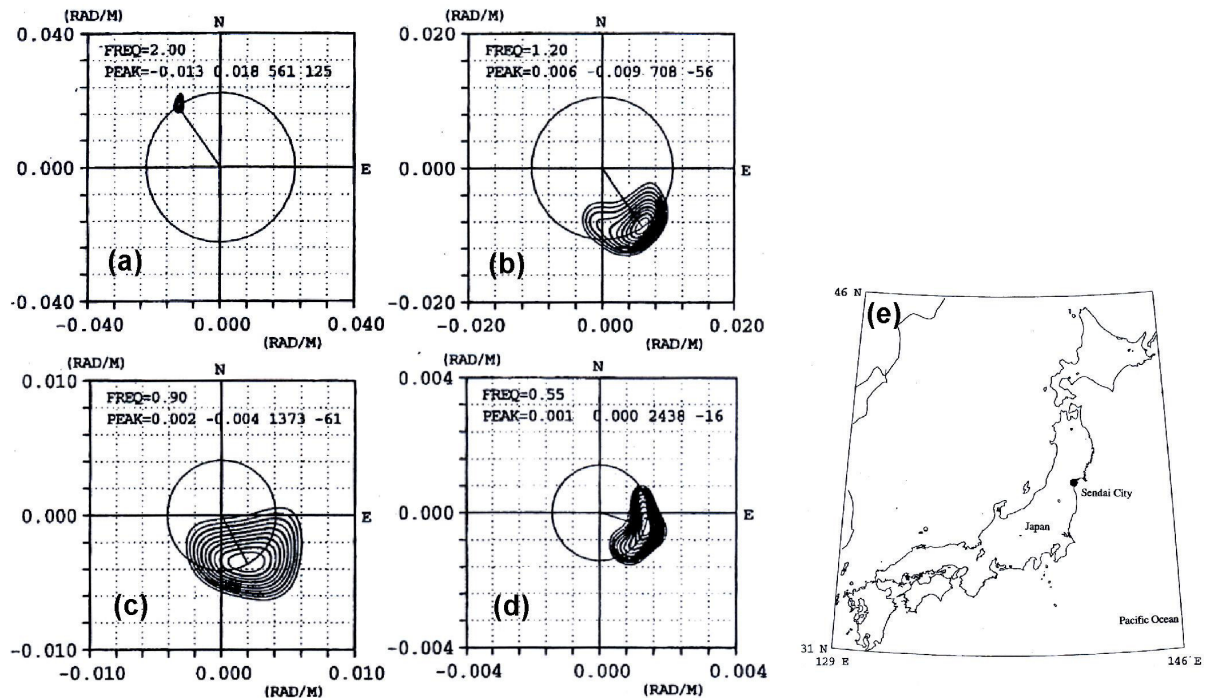 (RAD/M)
N
0.040
FREQ=2.00
PEAK=-0.013 0.018 561 125
0.000
E
(a)
-0.040
-0.040 0.000 0.040
(RAD/M)
(RAD/M)
N
0.020
FREQ=1.20
PEAK=0.006 -0.009 708 -56
0.000
E
(b)
-0.020
-0.020 0.000 0.020
(RAD/M)
(RAD/M)
N
0.010
FREQ=0.90
PEAK=0.002 -0.004 1373 -61
0.000
E
(c)
-0.010
-0.010 0.000 0.010
(RAD/M)
(RAD/M)
N
0.004
FREQ=0.55
PEAK=0.001 0.000 2438 -16
0.000
E
(d)
-0.004
-0.004 0.000 0.004
(RAD/M)
46 N
(e)
Sendai City
Japan
Pacific Ocean
31 N
129 E
146 E